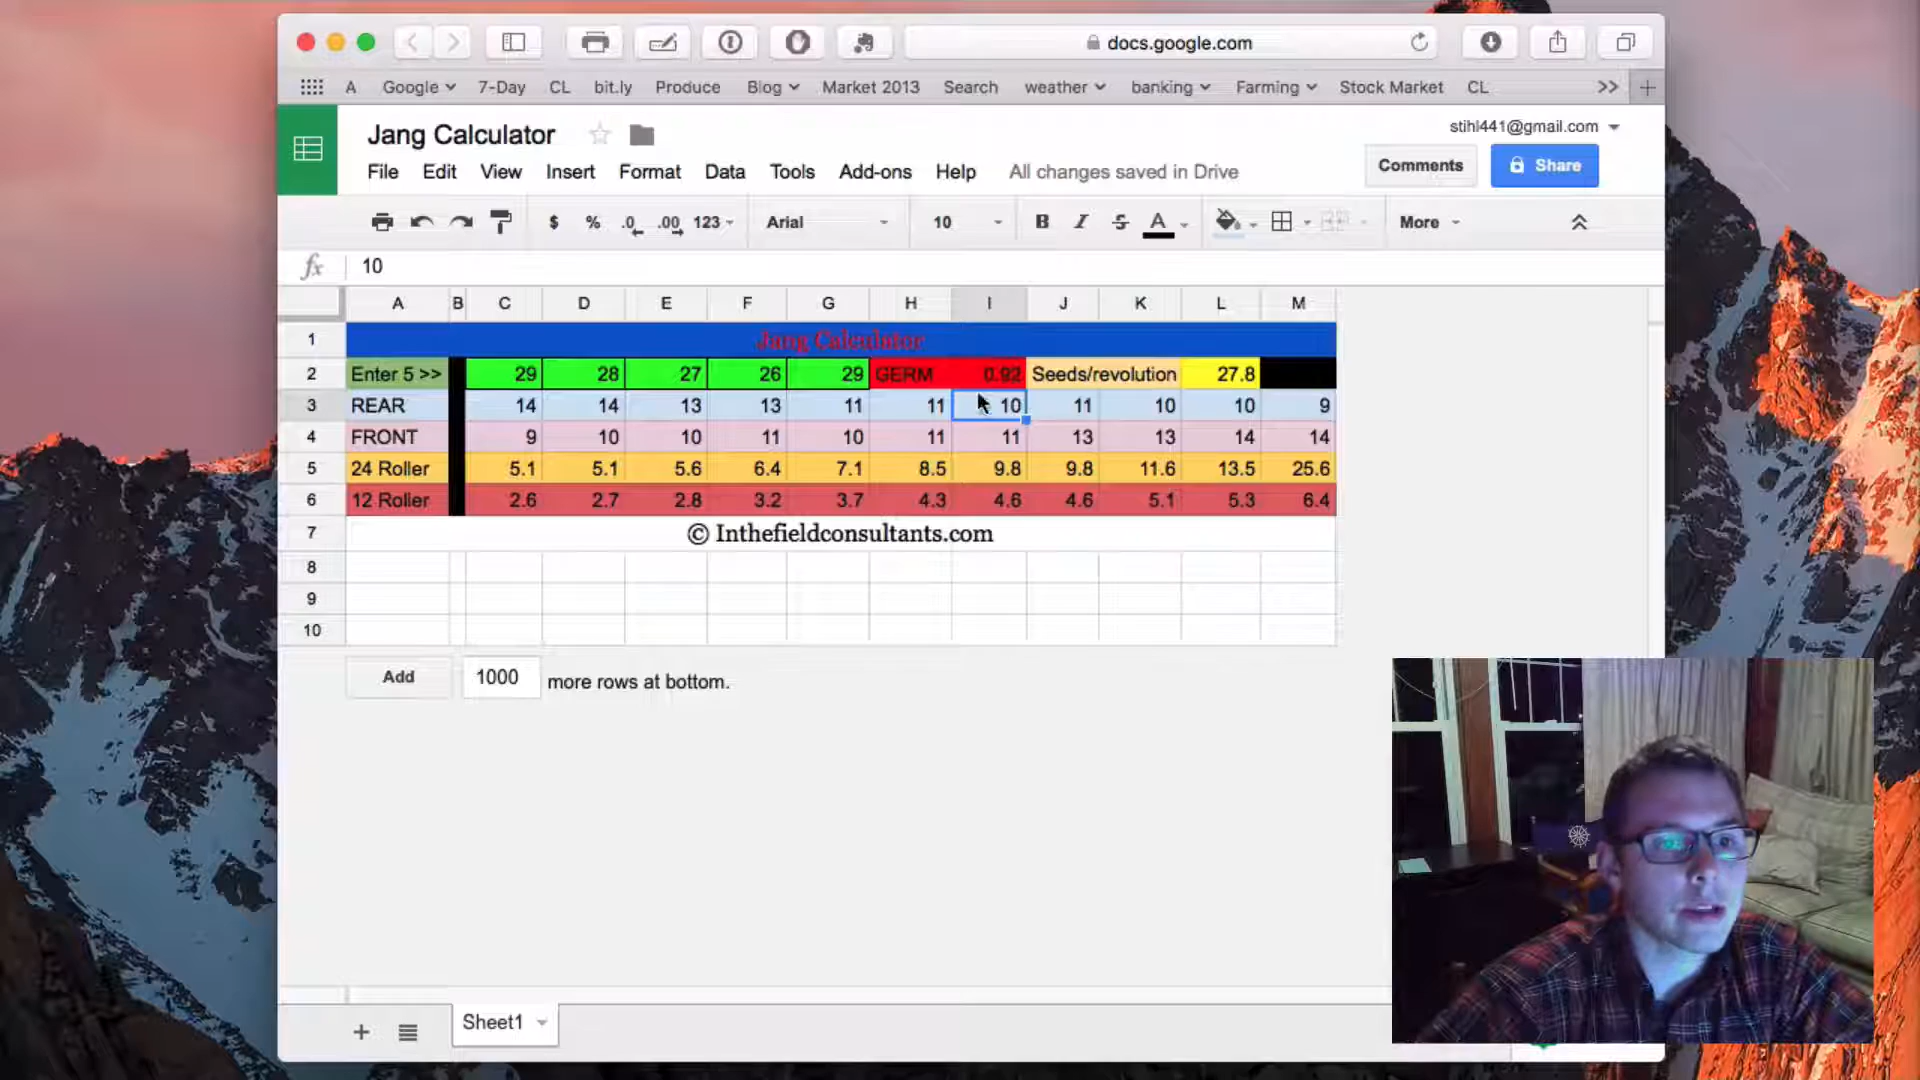 docs.google.com
A Google 7-Day CL bit.ly Produce Blog Market 2013 Search weather banking Farming Stock Market CL >> +
Jang Calculator
stihl441@gmail.com
File Edit View Insert Format Data Tools Add-ons Help All changes saved in Drive
Comments Share
$ % .0 .00 123 Arial 10 B I S A More
fx 10
A B C D E F G H I J K L M
1 Jang Calculator
2 Enter 5 >> 29 28 27 26 29 GERM 0.92 Seeds/revolution 27.8
3 REAR 14 14 13 13 11 11 10 11 10 10 9
4 FRONT 9 10 10 11 10 11 11 13 13 14 14
5 24 Roller 5.1 5.1 5.6 6.4 7.1 8.5 9.8 9.8 11.6 13.5 25.6
6 12 Roller 2.6 2.7 2.8 3.2 3.7 4.3 4.6 4.6 5.1 5.3 6.4
7 © Inthefieldconsultants.com
8
9
10
Add 1000 more rows at bottom.
+ Sheet1